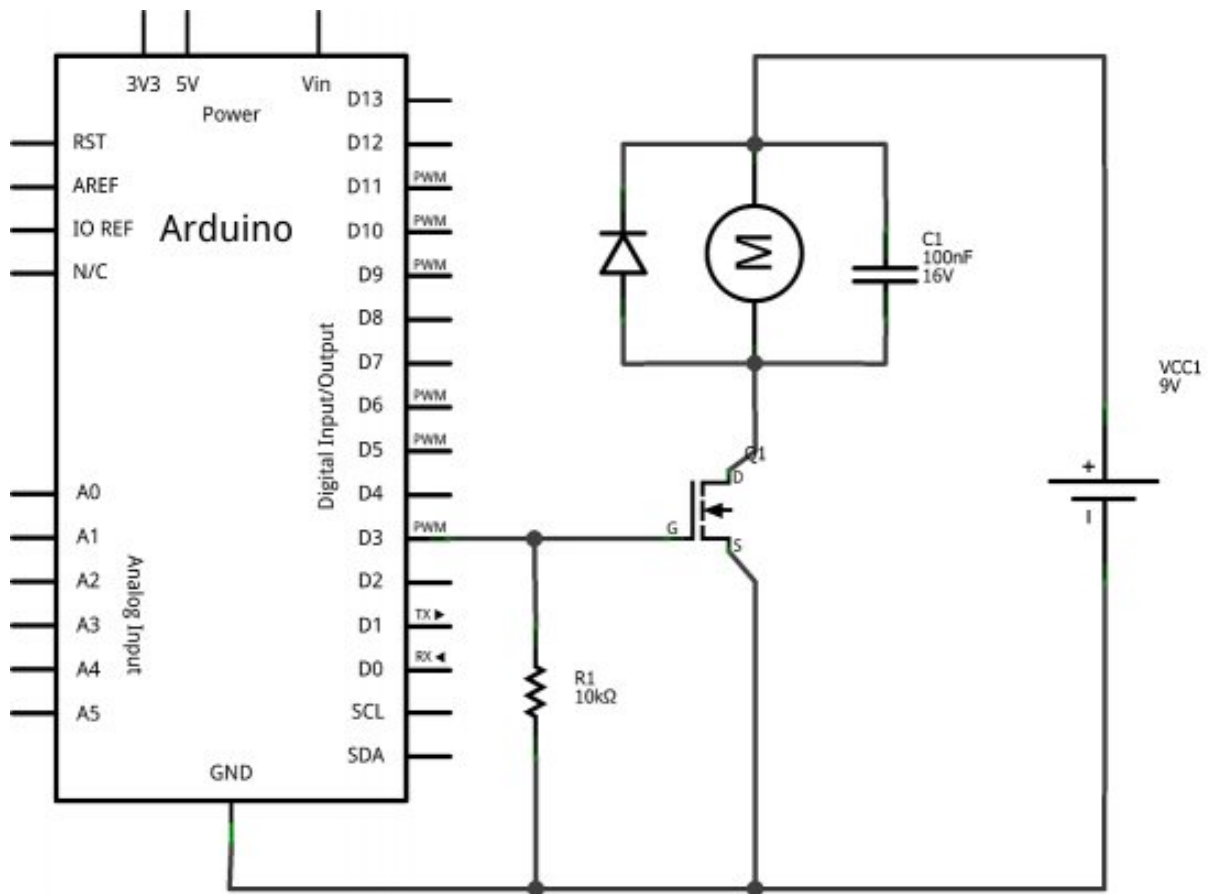 3V3 5V Vin
Power
RST
AREF
IO REF
N/C
Arduino
A0
A1
A2
A3
A4
A5
Analog Input
Digital Input/Output
D13
D12
D11 PWM
D10 PWM
D9 PWM
D8
D7
D6 PWM
D5 PWM
D4
D3 PWM
D2
D1 TX ►
D0 RX ◄
SCL
SDA
GND
R1
10kΩ
M
C1
100nF
16V
Q1
D
G
S
VCC1
9V
+